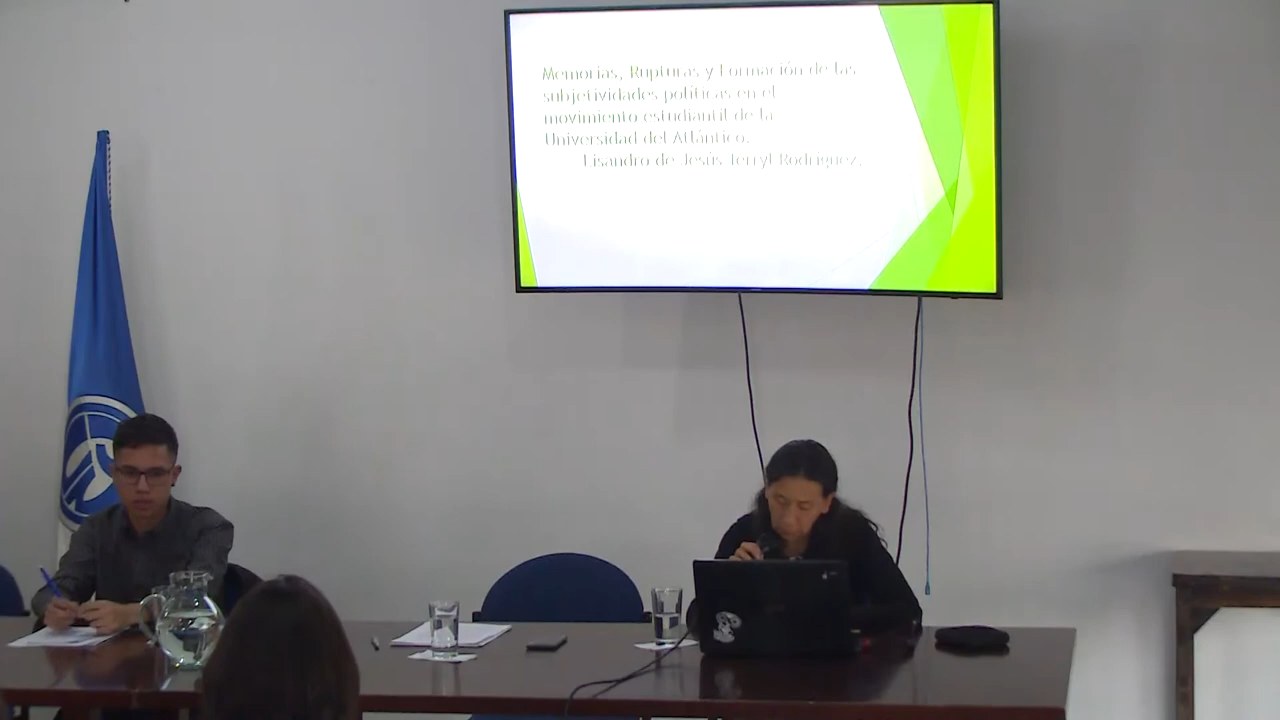 Memorias, Rupturas y Formación de las
subjetividades políticas en el
movimiento estudiantil de la
Universidad del Atlántico.
Lisandro de Jesús Terryl Rodríguez.